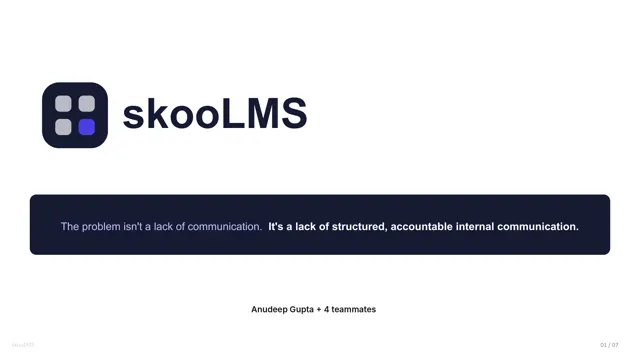 skooLMS
The problem isn't a lack of communication. It's a lack of structured, accountable internal communication.
Anudeep Gupta + 4 teammates
skooLMS
01 / 07